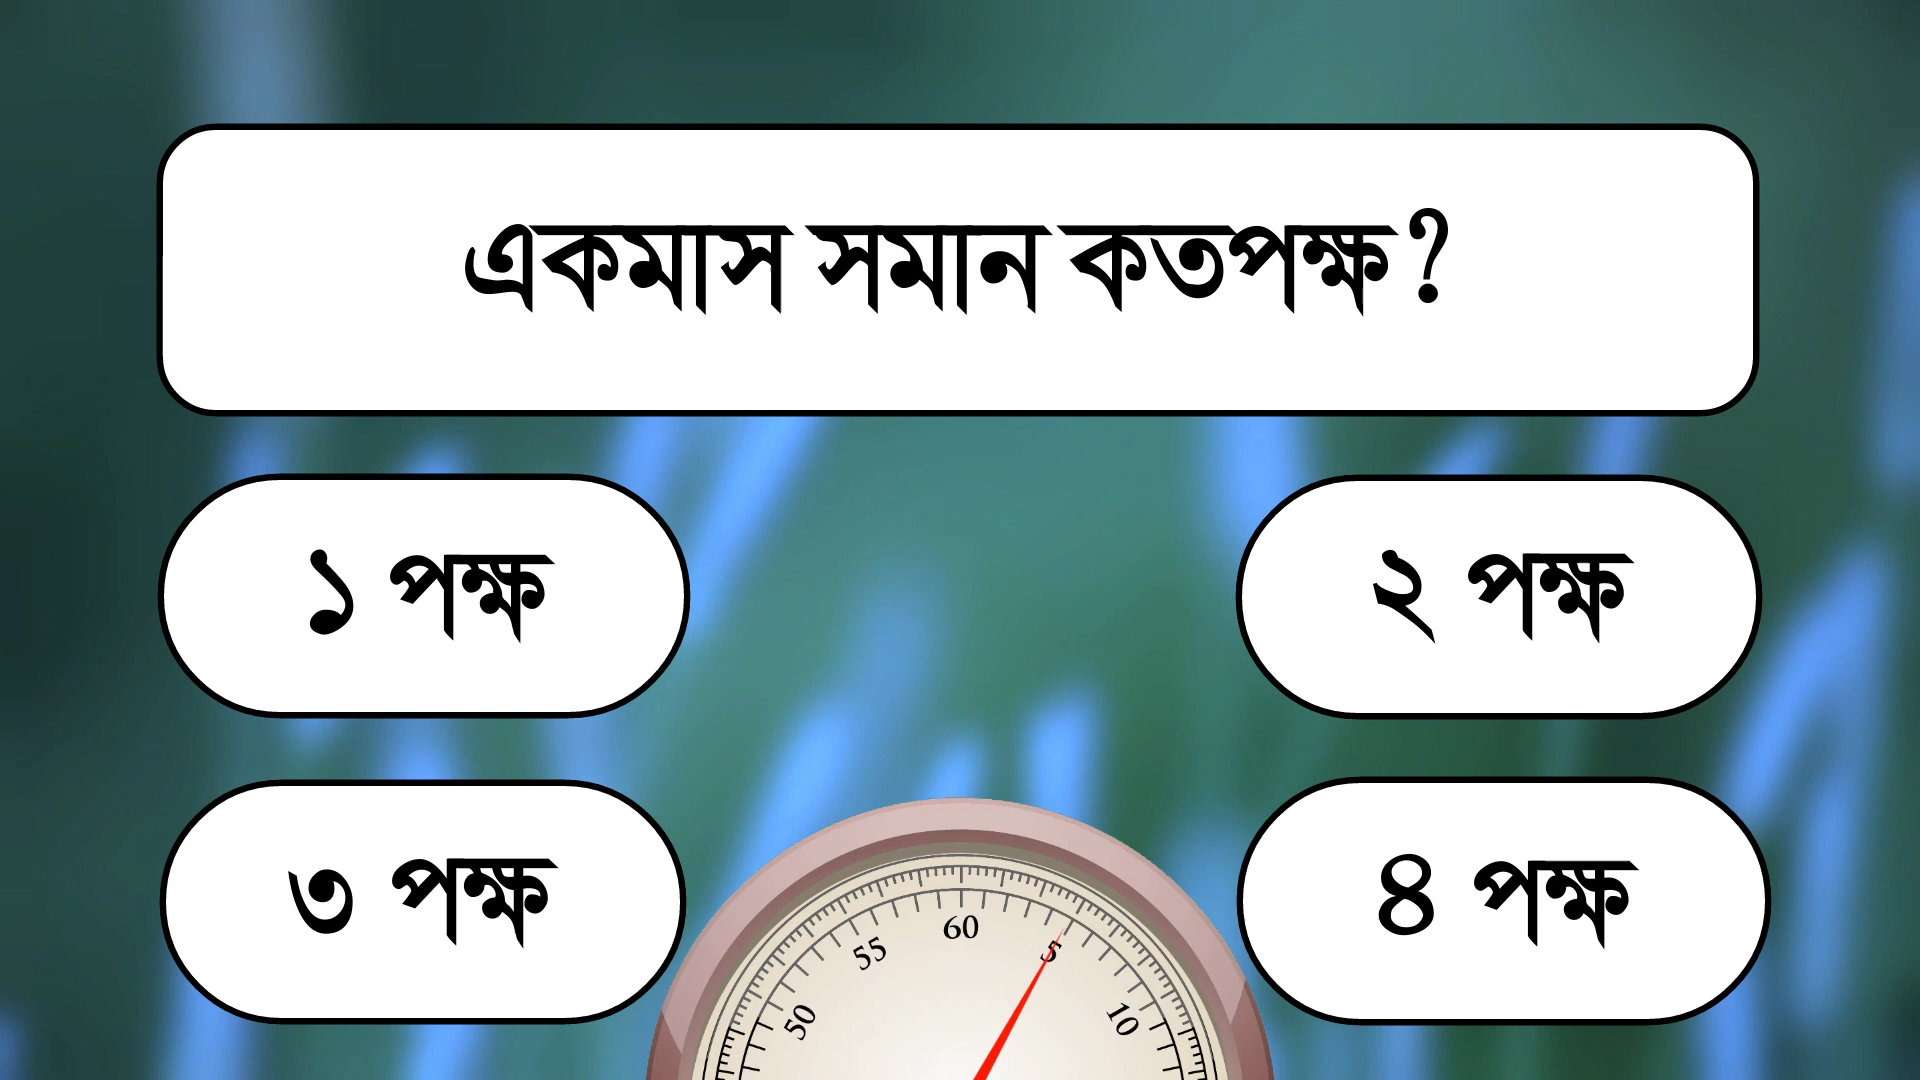 একমাস সমান কতপক্ষ?
১ পক্ষ
২ পক্ষ
৩ পক্ষ
৪ পক্ষ
60
55
5
50
10